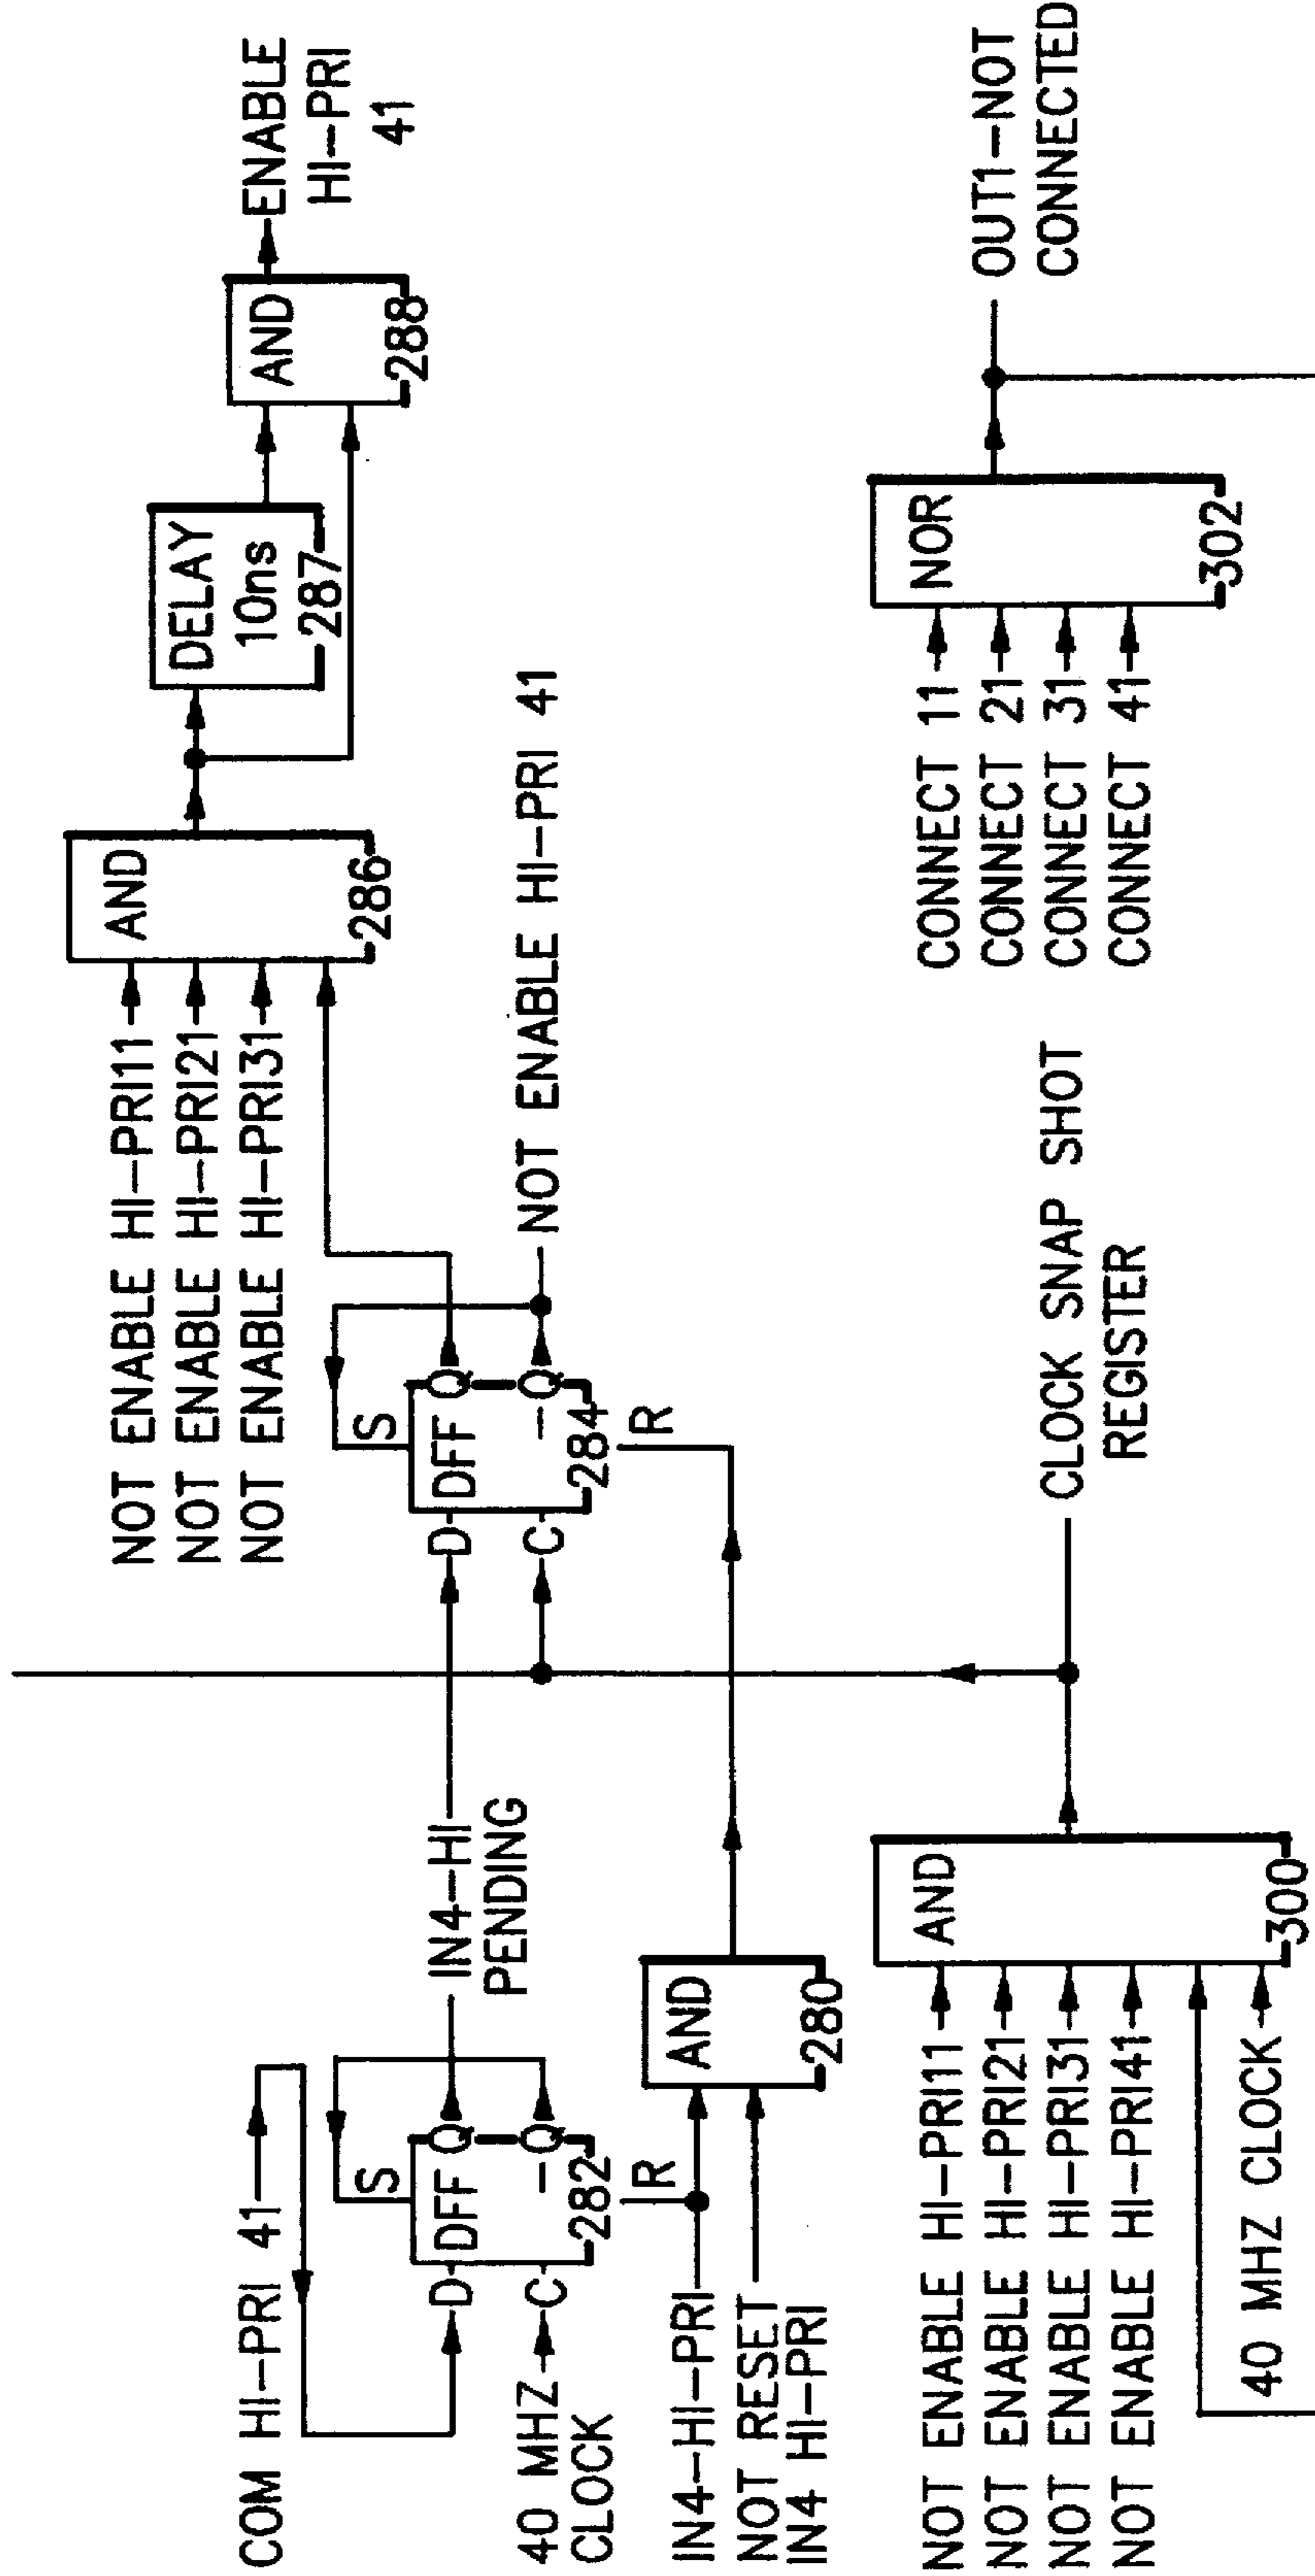 COM HI-PRI 41
D
DFF
S
Q
Q
282
R
40 MHZ
CLOCK
C
IN4-HI
PENDING
IN4-HI-PRI
NOT RESET
IN4 HI-PRI
AND
280
D
DFF
S
Q
Q
284
C
R
NOT ENABLE HI-PRI 41
NOT ENABLE HI-PRI11
NOT ENABLE HI-PRI21
NOT ENABLE HI-PRI31
AND
286
DELAY
10ns
287
AND
288
ENABLE
HI-PRI
41
NOT ENABLE HI-PRI11
NOT ENABLE HI-PRI21
NOT ENABLE HI-PRI31
NOT ENABLE HI-PRI41
40 MHZ CLOCK
AND
300
CLOCK SNAP SHOT
REGISTER
CONNECT 11
CONNECT 21
CONNECT 31
CONNECT 41
NOR
302
OUT1-NOT
CONNECTED